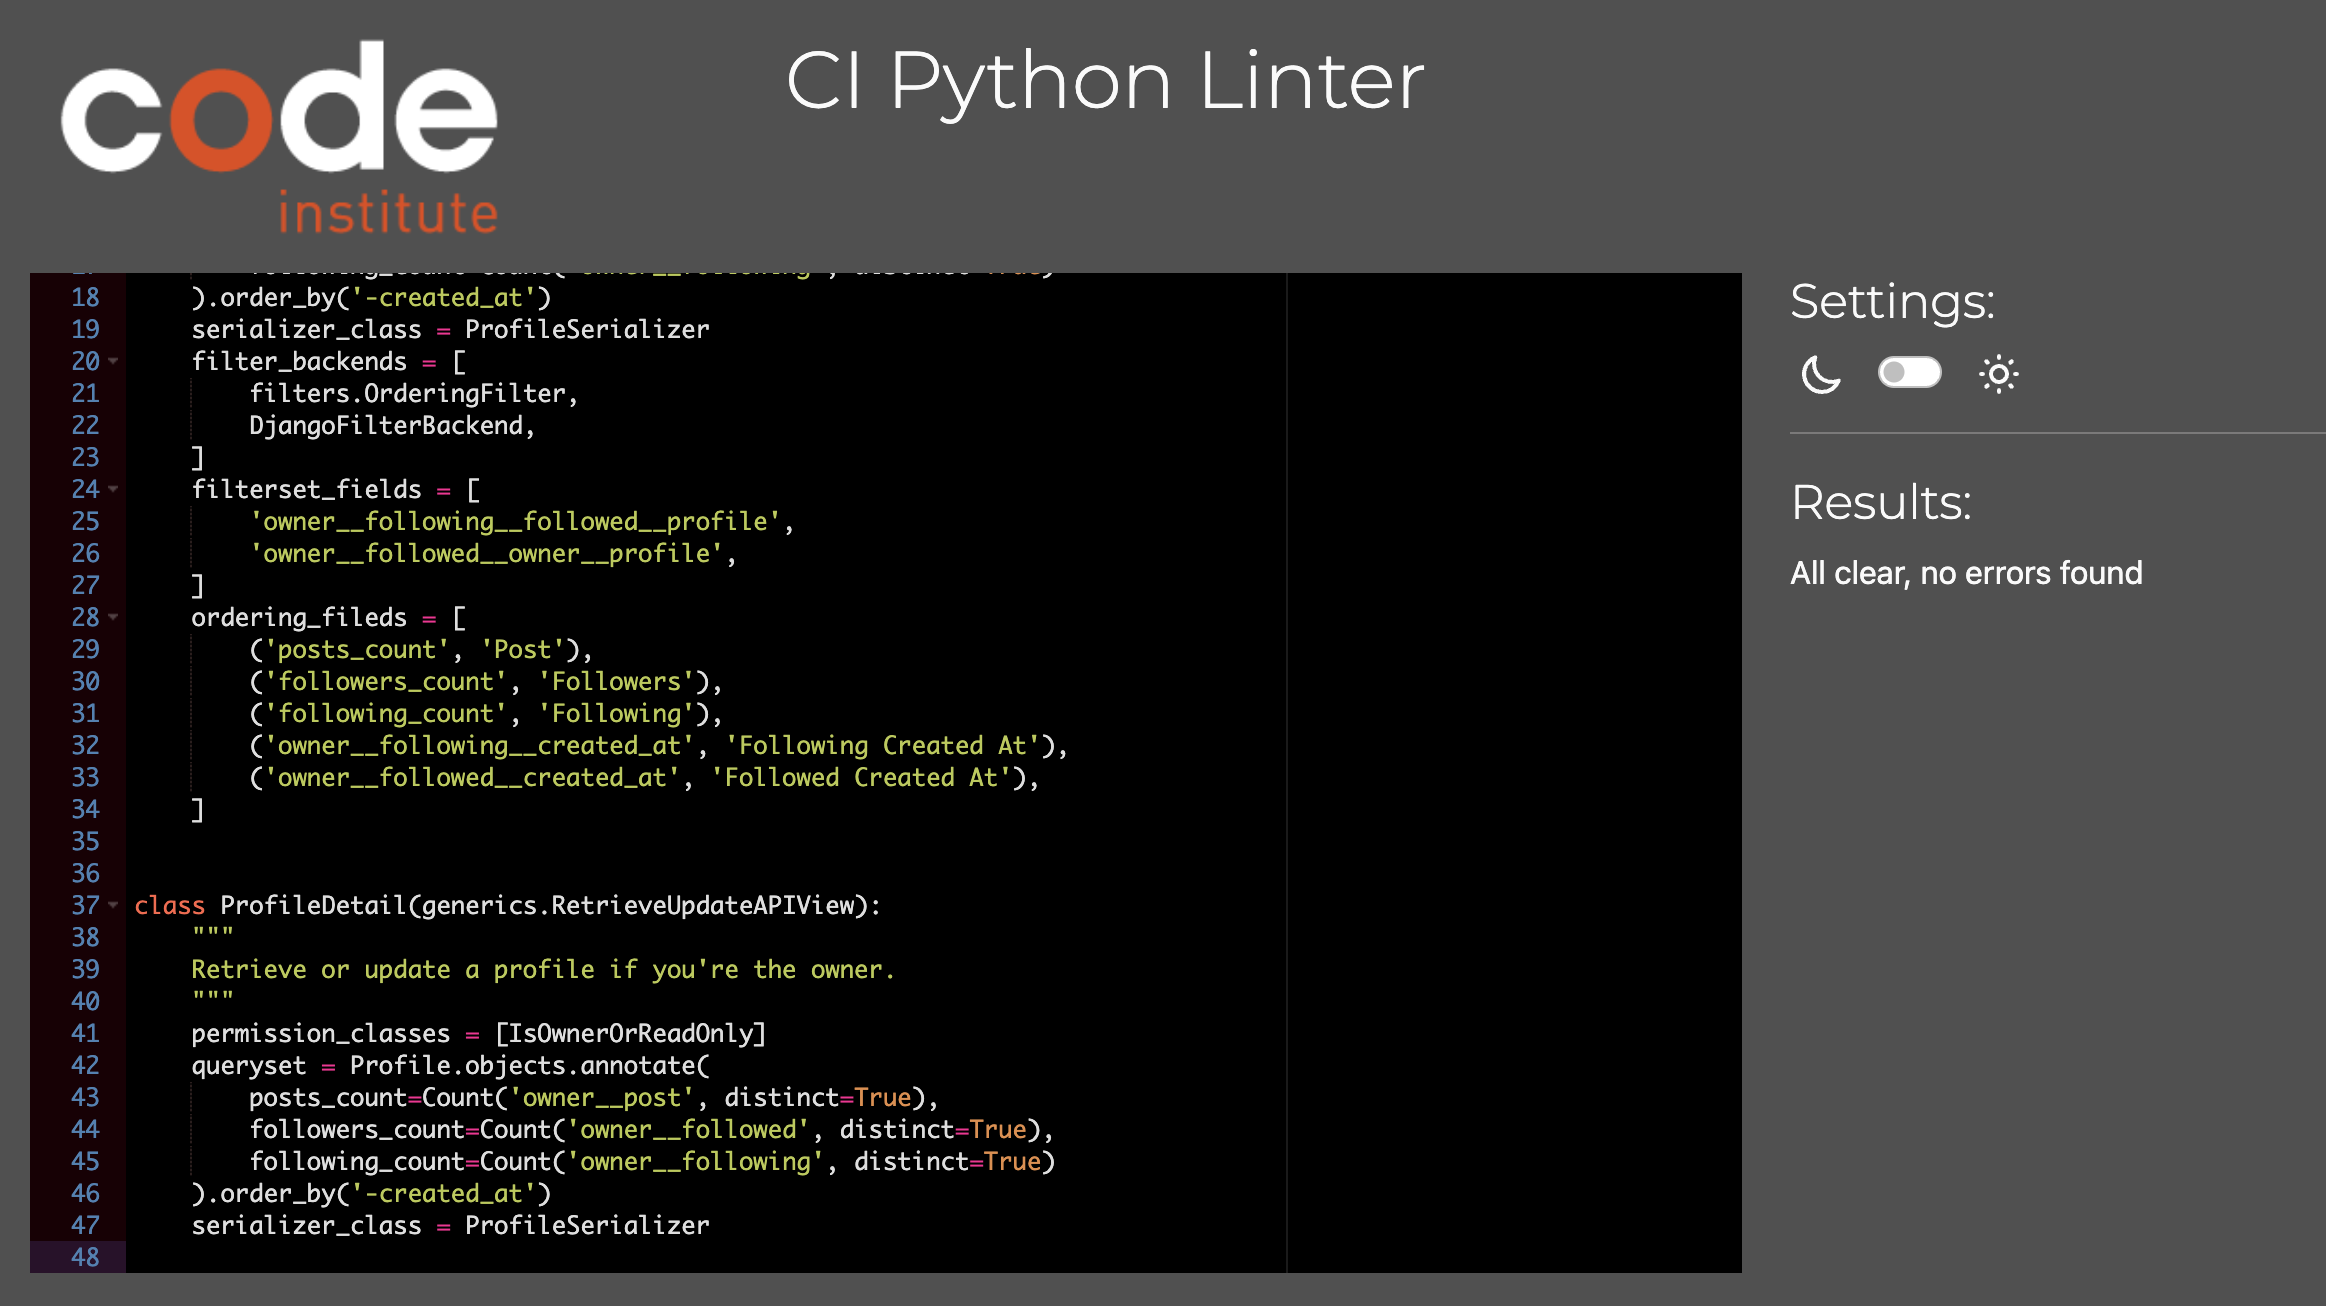 code
institute
CI Python Linter
18 ).order_by('-created_at')
19 serializer_class = ProfileSerializer
20 filter_backends = [
21 filters.OrderingFilter,
22 DjangoFilterBackend,
23 ]
24 filterset_fields = [
25 'owner__following__followed__profile',
26 'owner__followed__owner__profile',
27 ]
28 ordering_fileds = [
29 ('posts_count', 'Post'),
30 ('followers_count', 'Followers'),
31 ('following_count', 'Following'),
32 ('owner__following__created_at', 'Following Created At'),
33 ('owner__followed__created_at', 'Followed Created At'),
34 ]
35
36
37 class ProfileDetail(generics.RetrieveUpdateAPIView):
38 """
39 Retrieve or update a profile if you're the owner.
40 """
41 permission_classes = [IsOwnerOrReadOnly]
42 queryset = Profile.objects.annotate(
43 posts_count=Count('owner__post', distinct=True),
44 followers_count=Count('owner__followed', distinct=True),
45 following_count=Count('owner__following', distinct=True)
46 ).order_by('-created_at')
47 serializer_class = ProfileSerializer
48
Settings:
Results:
All clear, no errors found